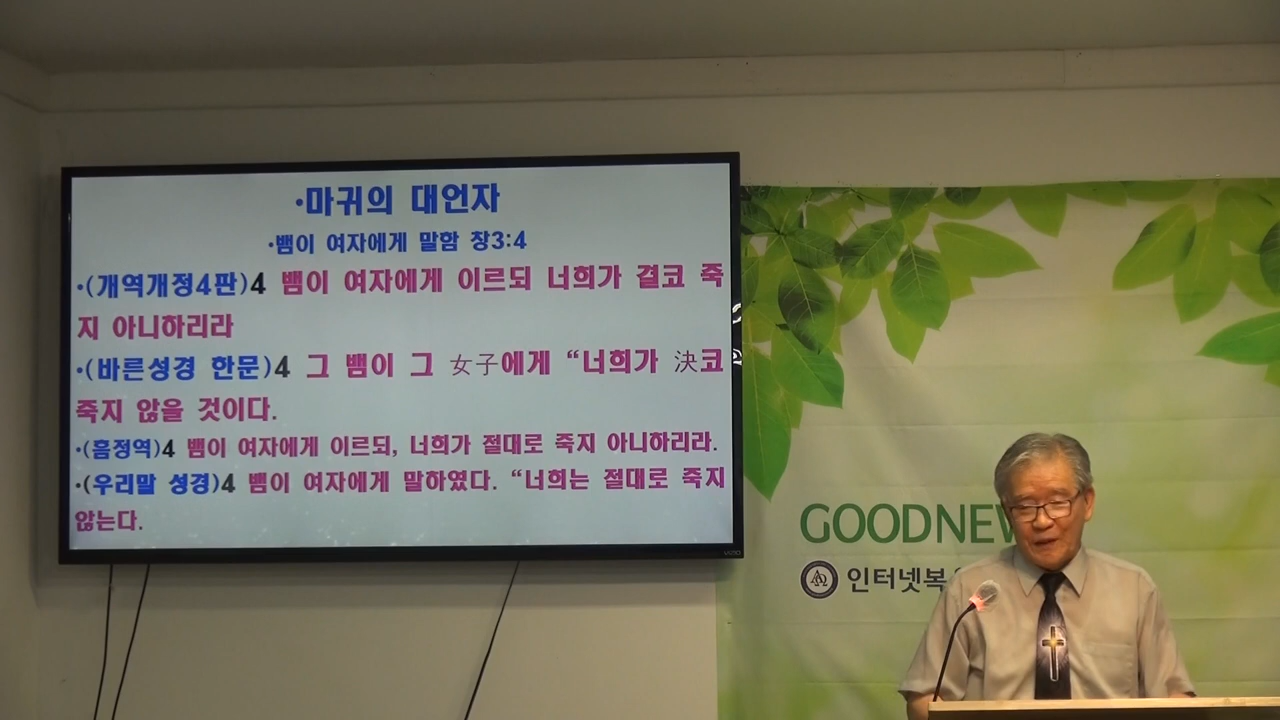 ·마귀의 대언자
·뱀이 여자에게 말함 창3:4
·(개역개정4판)4 뱀이 여자에게 이르되 너희가 결코 죽
지 아니하리라
·(바른성경 한문)4 그 뱀이 그 女子에게 “너희가 決코
죽지 않을 것이다.
·(흠정역)4 뱀이 여자에게 이르되, 너희가 절대로 죽지 아니하리라.
·(우리말 성경)4 뱀이 여자에게 말하였다. “너희는 절대로 죽지
않는다.
GOODNEW
ΑΩ
인터넷복